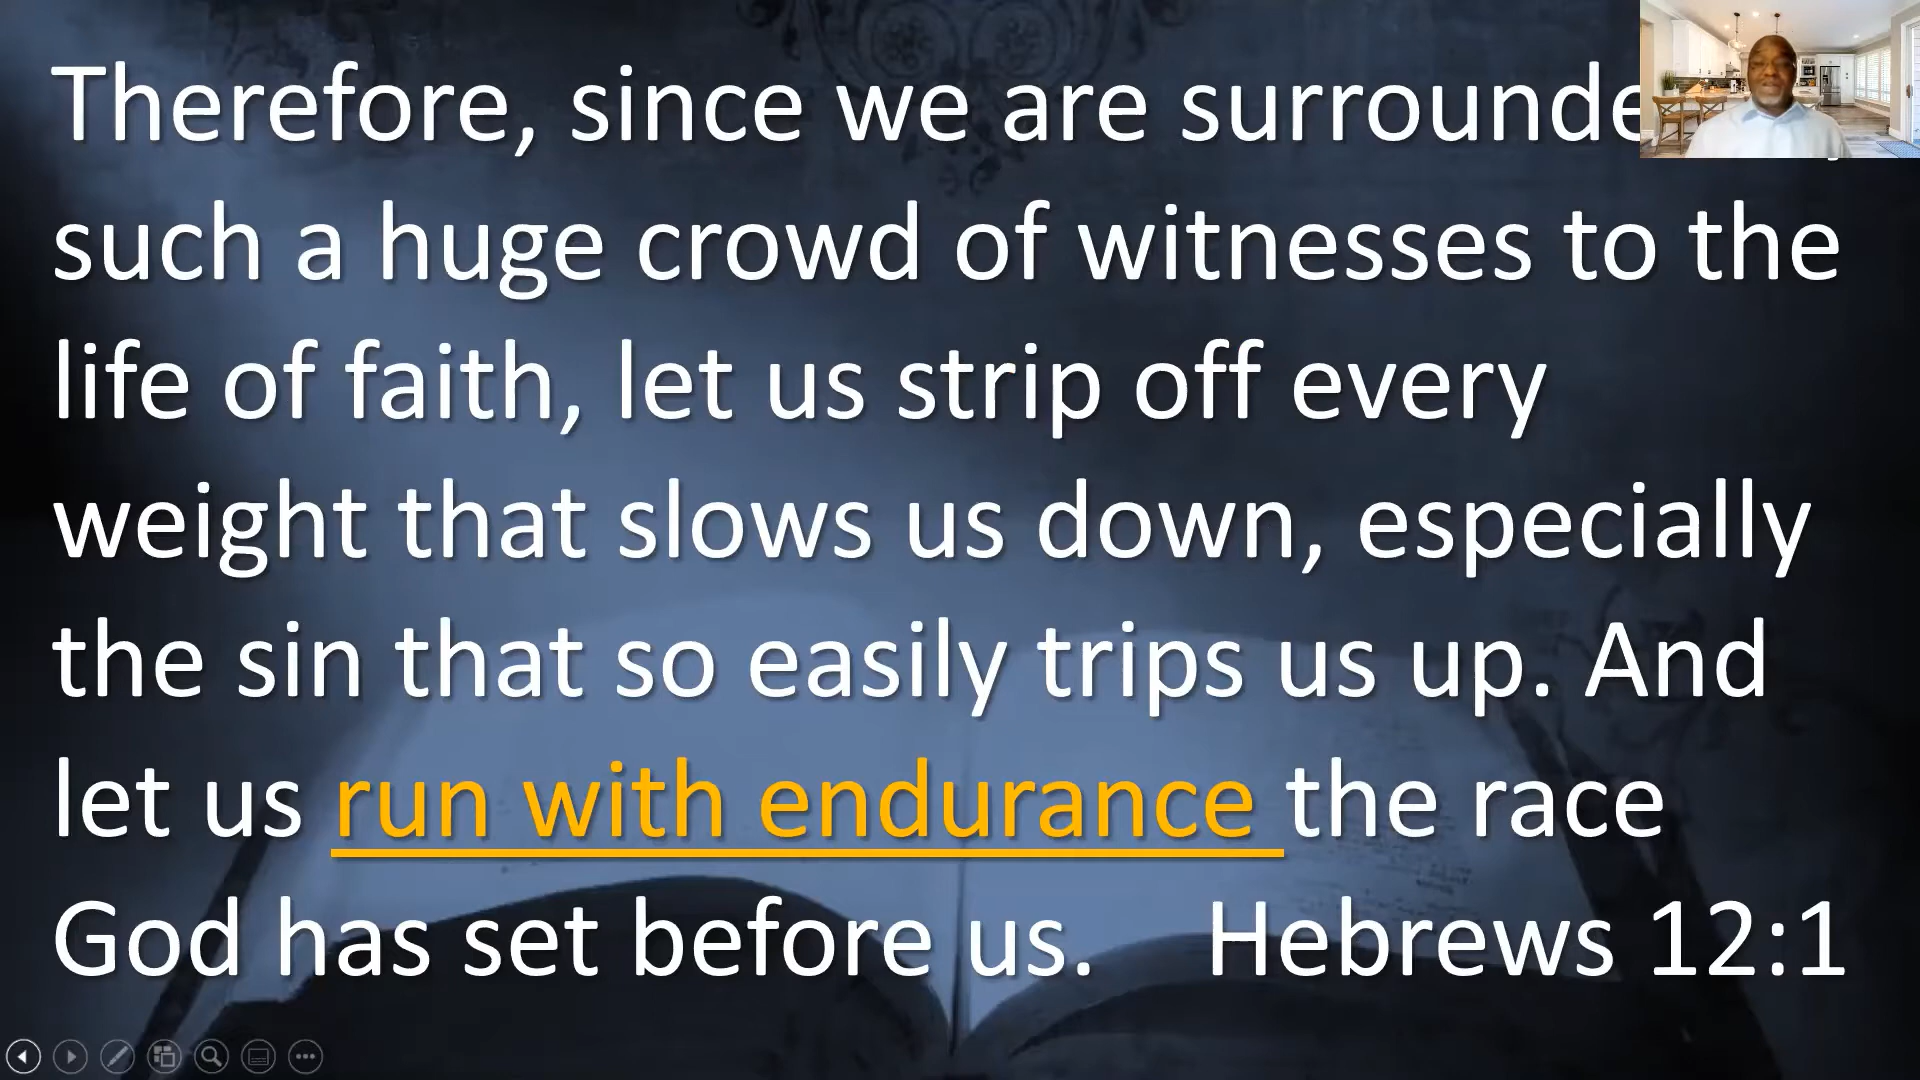 Therefore, since we are surrounde
such a huge crowd of witnesses to the
life of faith, let us strip off every
weight that slows us down, especially
the sin that so easily trips us up. And
let us run with endurance the race
God has set before us. Hebrews 12:1